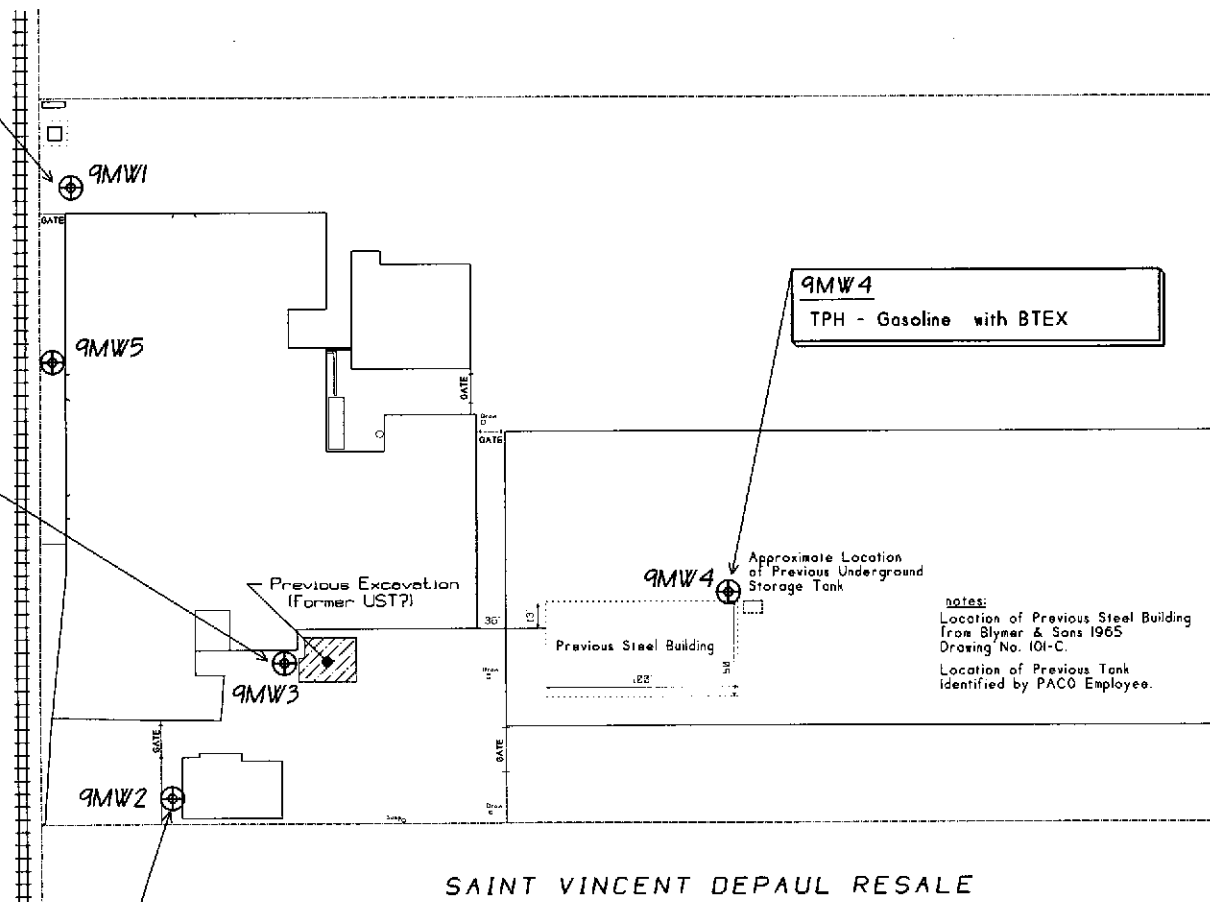 9MW1
GATE
9MW5
9MW4
TPH - Gasoline with BTEX
GATE
GATE
Previous Excavation
(Former UST?)
9MW4
Approximate Location
of Previous Underground
Storage Tank
13'
Previous Steel Building
50
notes:
Location of Previous Steel Building
from Blymer & Sons 1965
Drawing No. 101-C.
Location of Previous Tank
identified by PACO Employee.
9MW3
GATE
GATE
9MW2
SAINT VINCENT DEPAUL RESALE